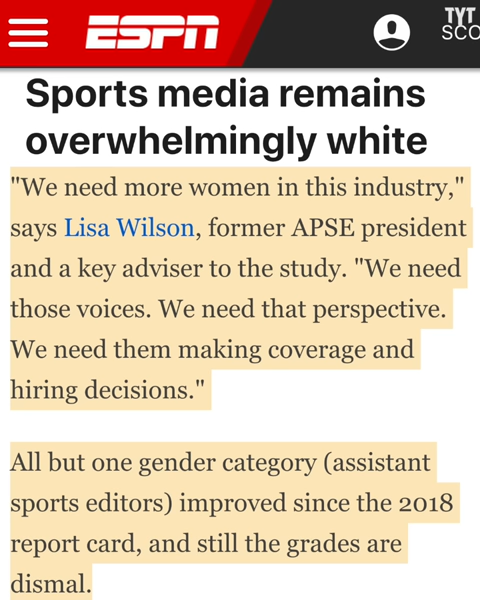 ESPN
TYT
SCO
Sports media remains
overwhelmingly white
"We need more women in this industry,"
says Lisa Wilson, former APSE president
and a key adviser to the study. "We need
those voices. We need that perspective.
We need them making coverage and
hiring decisions."
All but one gender category (assistant
sports editors) improved since the 2018
report card, and still the grades are
dismal.